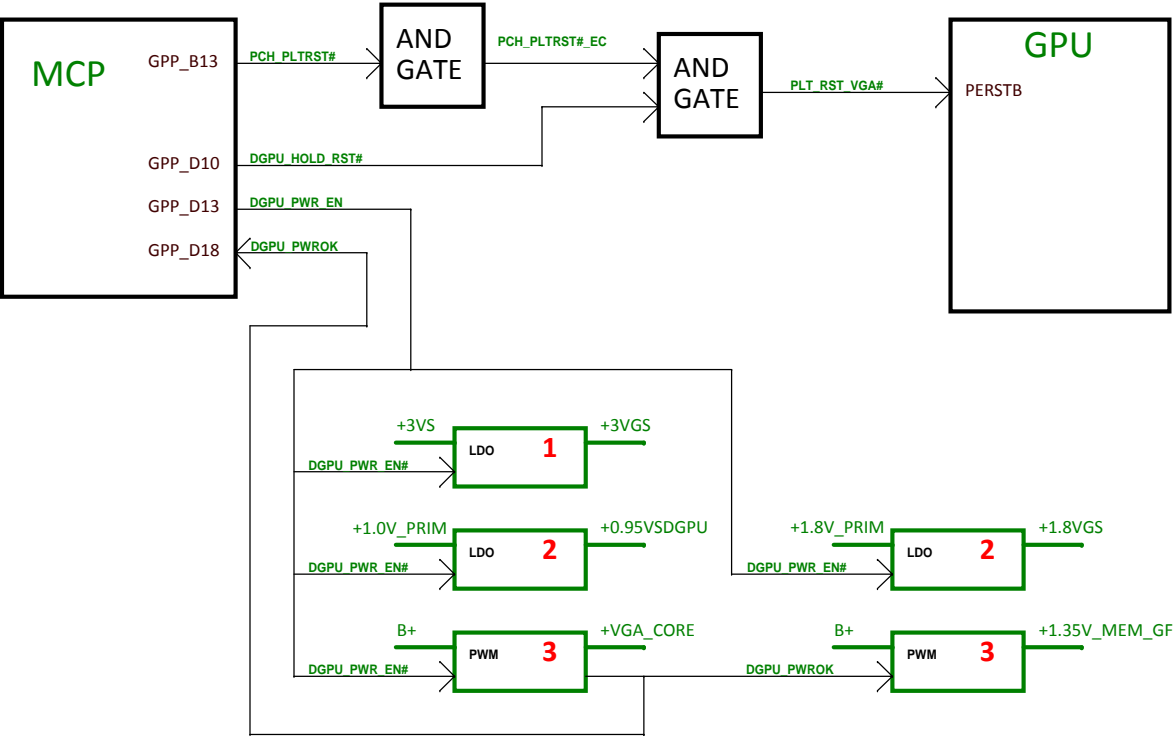 MCP
GPP_B13
PCH_PLTRST#
AND
GATE
PCH_PLTRST#_EC
AND
GATE
PLT_RST_VGA#
GPU
PERSTB
GPP_D10
DGPU_HOLD_RST#
GPP_D13
DGPU_PWR_EN
GPP_D18
DGPU_PWROK
+3VS
LDO
1
+3VGS
DGPU_PWR_EN#
+1.0V_PRIM
LDO
2
+0.95VSDGPU
DGPU_PWR_EN#
+1.8V_PRIM
LDO
2
+1.8VGS
DGPU_PWR_EN#
B+
PWM
3
+VGA_CORE
DGPU_PWR_EN#
B+
PWM
3
+1.35V_MEM_GF
DGPU_PWROK